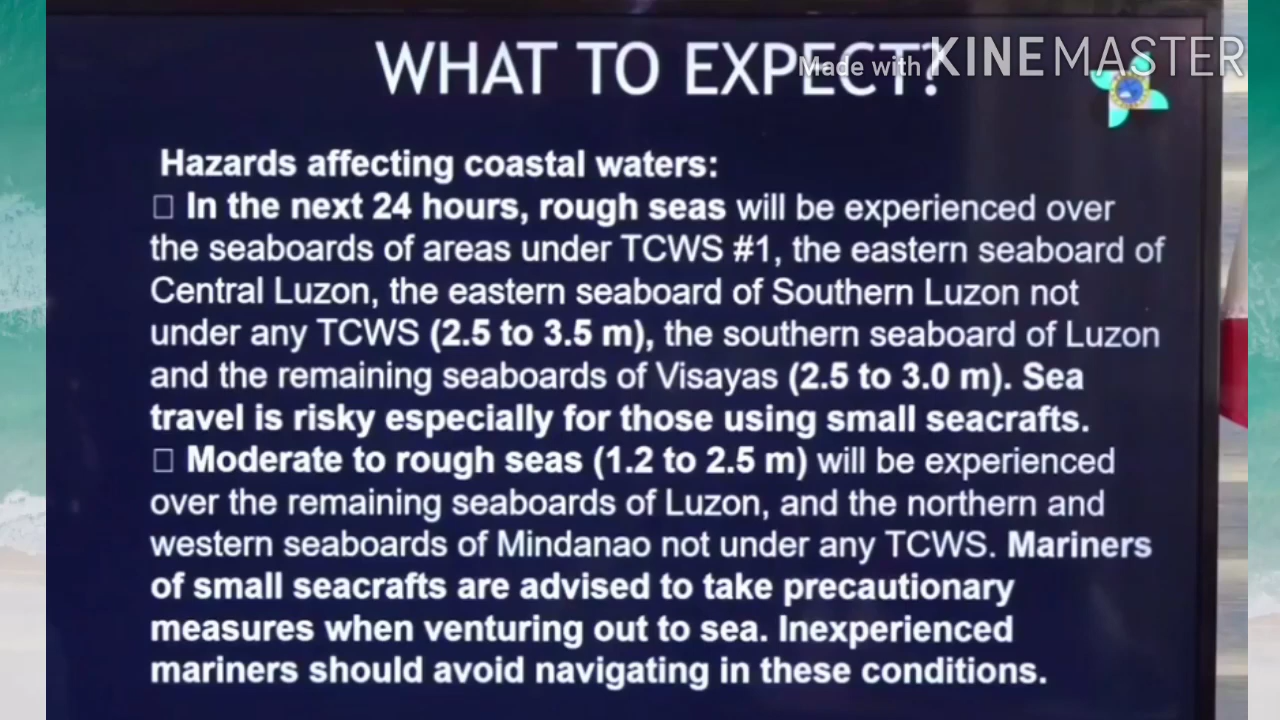 WHAT TO EXPECT?
Made with KINEMASTER
Hazards affecting coastal waters:
□ In the next 24 hours, rough seas will be experienced over
the seaboards of areas under TCWS #1, the eastern seaboard of
Central Luzon, the eastern seaboard of Southern Luzon not
under any TCWS (2.5 to 3.5 m), the southern seaboard of Luzon
and the remaining seaboards of Visayas (2.5 to 3.0 m). Sea
travel is risky especially for those using small seacrafts.
□ Moderate to rough seas (1.2 to 2.5 m) will be experienced
over the remaining seaboards of Luzon, and the northern and
western seaboards of Mindanao not under any TCWS. Mariners
of small seacrafts are advised to take precautionary
measures when venturing out to sea. Inexperienced
mariners should avoid navigating in these conditions.